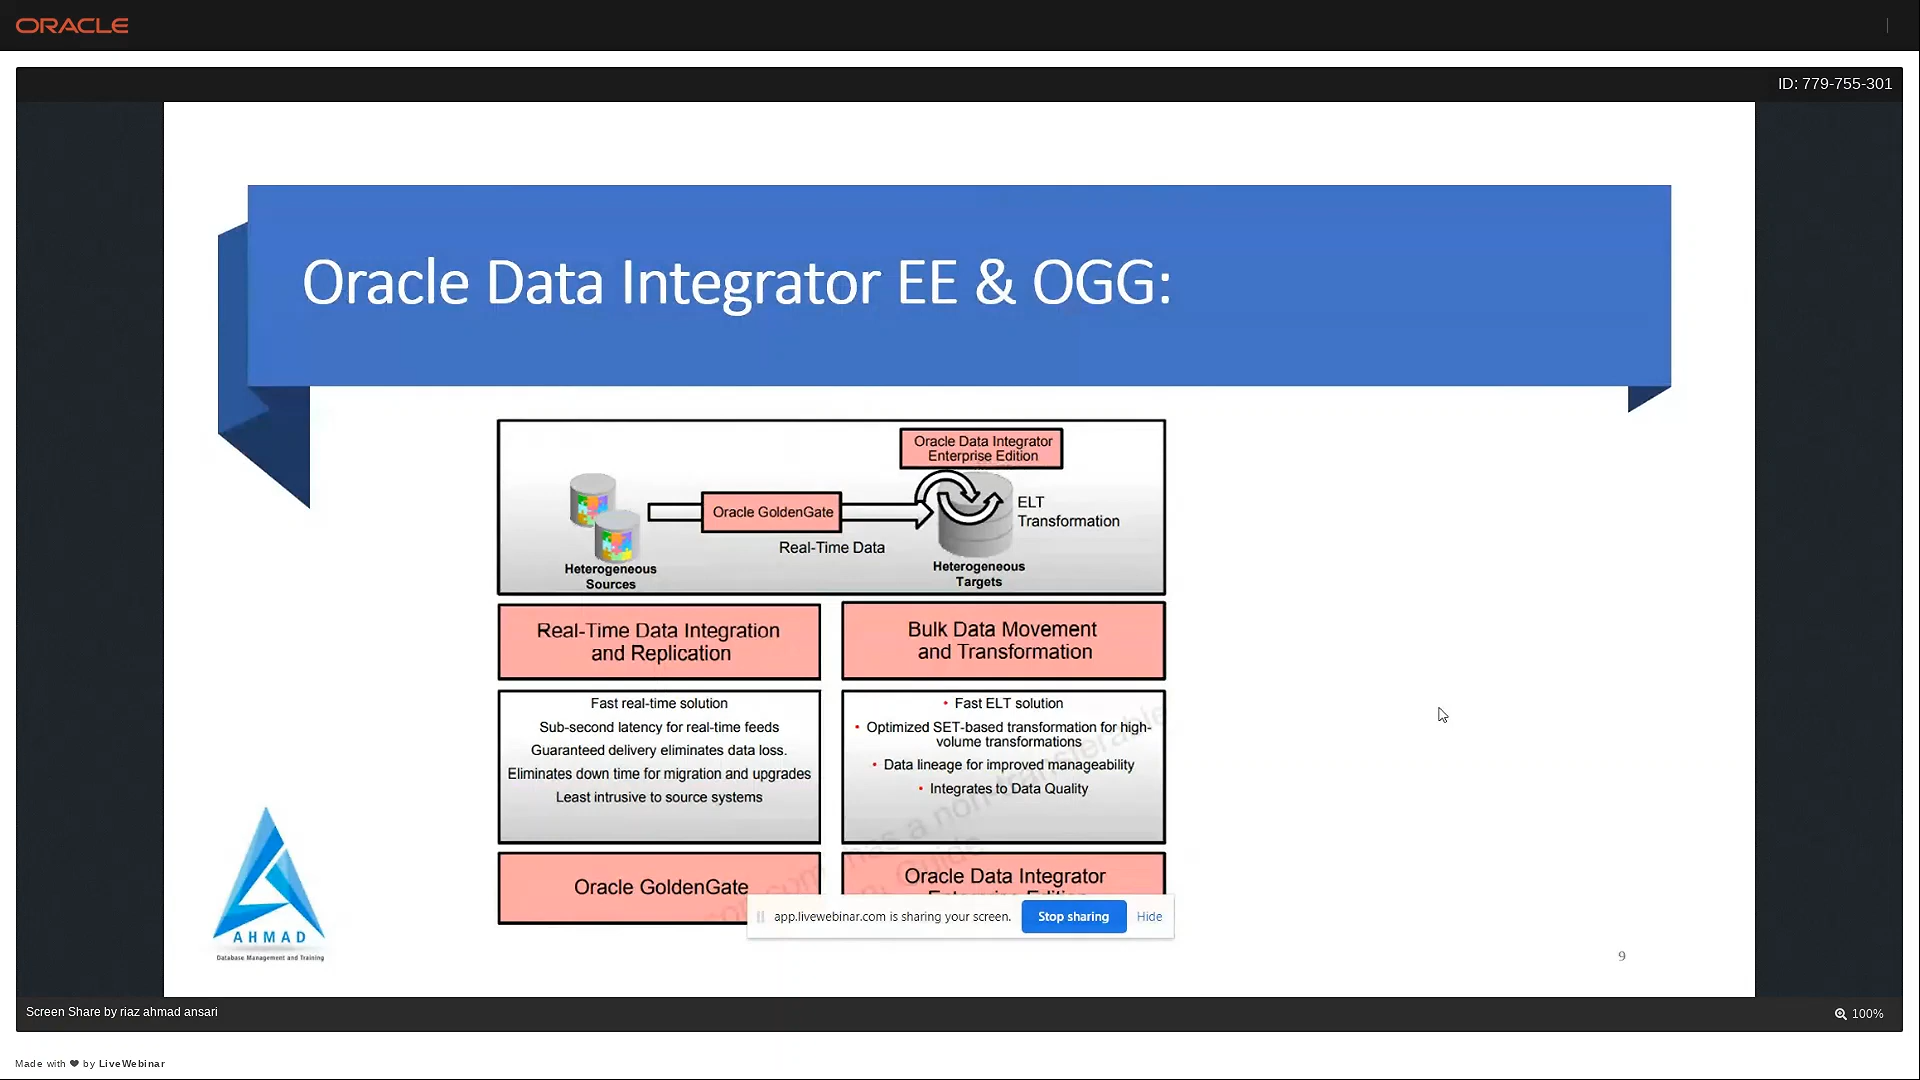 ORACLE
ID: 779-755-301
Oracle Data Integrator EE & OGG:
Oracle Data Integrator
Enterprise Edition
Oracle GoldenGate
ELT
Transformation
Real-Time Data
Heterogeneous
Sources
Heterogeneous
Targets
Real-Time Data Integration
and Replication
Bulk Data Movement
and Transformation
Fast real-time solution
Sub-second latency for real-time feeds
Guaranteed delivery eliminates data loss.
Eliminates down time for migration and upgrades
Least intrusive to source systems
• Fast ELT solution
• Optimized SET-based transformation for high-
volume transformations
• Data lineage for improved manageability
• Integrates to Data Quality
has a non-transferable
Guide
Oracle GoldenGate
Oracle Data Integrator
Enterprise Edition
app.livewebinar.com is sharing your screen.
Stop sharing
Hide
AHMAD
Database Management and Training
9
Screen Share by riaz ahmad ansari
100%
Made with ❤ by LiveWebinar